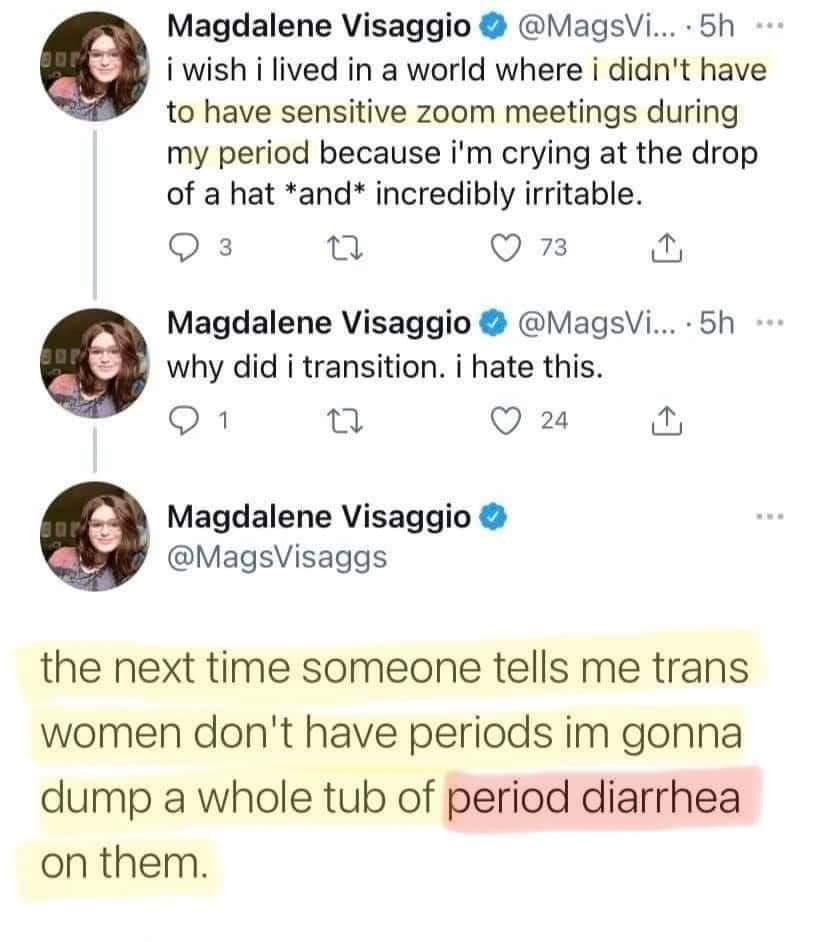 Magdalene Visaggio @MagsVi... · 5h
i wish i lived in a world where i didn't have
to have sensitive zoom meetings during
my period because i'm crying at the drop
of a hat *and* incredibly irritable.
3 73
Magdalene Visaggio @MagsVi... · 5h
why did i transition. i hate this.
1 24
Magdalene Visaggio
@MagsVisaggs
the next time someone tells me trans
women don't have periods im gonna
dump a whole tub of period diarrhea
on them.